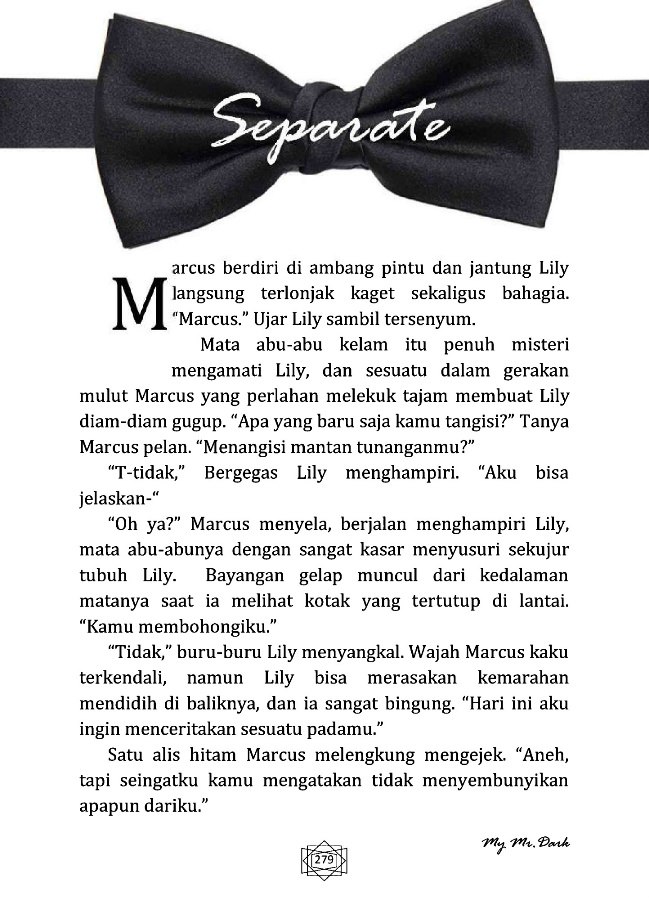 Separate
Marcus berdiri di ambang pintu dan jantung Lily
langsung terlonjak kaget sekaligus bahagia.
“Marcus.” Ujar Lily sambil tersenyum.
Mata abu-abu kelam itu penuh misteri
mengamati Lily, dan sesuatu dalam gerakan
mulut Marcus yang perlahan melekuk tajam membuat Lily
diam-diam gugup. “Apa yang baru saja kamu tangisi?” Tanya
Marcus pelan. “Menangisi mantan tunanganmu?”
“T-tidak,” Bergegas Lily menghampiri. “Aku bisa
jelaskan-“
“Oh ya?” Marcus menyela, berjalan menghampiri Lily,
mata abu-abunya dengan sangat kasar menyusuri sekujur
tubuh Lily. Bayangan gelap muncul dari kedalaman
matanya saat ia melihat kotak yang tertutup di lantai.
“Kamu membohongiku.”
“Tidak,” buru-buru Lily menyangkal. Wajah Marcus kaku
terkendali, namun Lily bisa merasakan kemarahan
mendidih di baliknya, dan ia sangat bingung. “Hari ini aku
ingin menceritakan sesuatu padamu.”
Satu alis hitam Marcus melengkung mengejek. “Aneh,
tapi seingatku kamu mengatakan tidak menyembunyikan
apapun dariku.”
My Mr. Dark
279